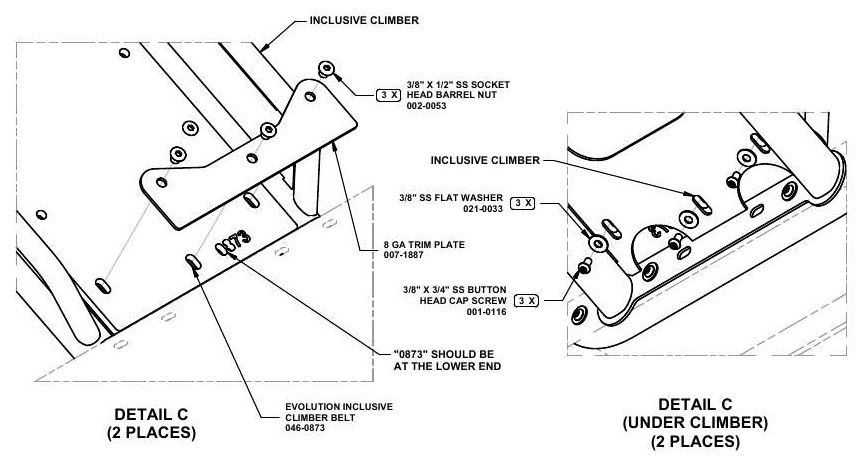 INCLUSIVE CLIMBER
3/8" X 1/2" SS SOCKET
3 X
HEAD BARREL NUT
002-0053
8 GA TRIM PLATE
007-1887
0873
"0873" SHOULD BE
AT THE LOWER END
EVOLUTION INCLUSIVE
CLIMBER BELT
046-0873
DETAIL C
(2 PLACES)
INCLUSIVE CLIMBER
3/8" SS FLAT WASHER
021-0033
3 X
3/8" X 3/4" SS BUTTON
HEAD CAP SCREW
3 X
001-0116
DETAIL C
(UNDER CLIMBER)
(2 PLACES)